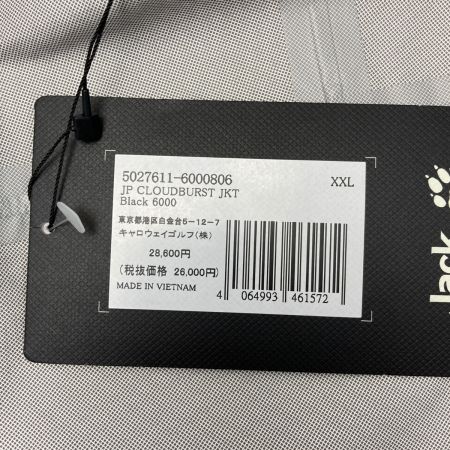 5027611-6000806 XXL
JP CLOUDBURST JKT
Black 6000
東京都港区白金台5-12-7
キャロウェイゴルフ(株)
28,600円
(税抜価格 26,000円)
MADE IN VIETNAM
4 064993 461572
Jack